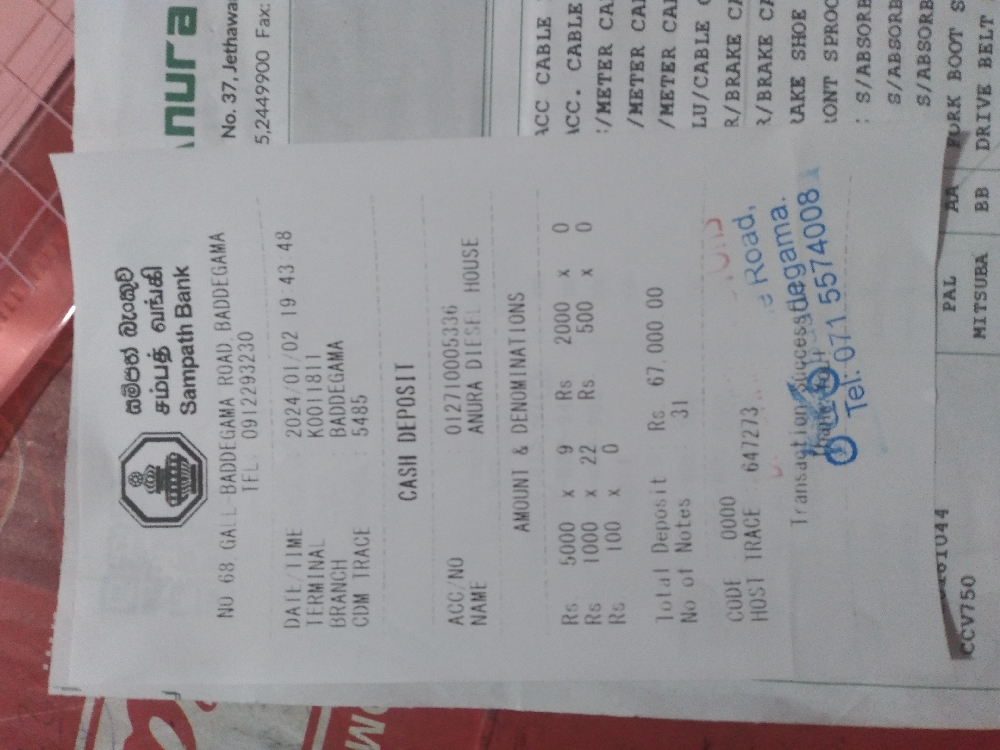 සම්පත් බැංකුව
சம்பத் வங்கி
Sampath Bank
NO 68 GALL BADDEGAMA ROAD, BADDEGAMA
TEL : 0912293230
DATE/TIME : 2024/01/02 19:43:48
TERMINAL : K0011811
BRANCH : BADDEGAMA
CDM TRACE : 5485
CASH DEPOSIT
ACC/NO : 012710005336
NAME : ANURA DIESEL HOUSE
AMOUNT & DENOMINATIONS
Rs 5000 x 9 Rs 2000 x 0
Rs 1000 x 22 Rs 500 x 0
Rs 100 x 0
Total Deposit : Rs 67,000.00
No of Notes : 31
CODE : 0000
HOST TRACE : 647273
Transaction Success
Road,
degama.
Tel: 071 5574008
nura
No. 37, Jethawa
5,2449900 Fax:
ACC CABLE
ACC. CABLE
/METER CA
/METER CA
/METER CA
LU/CABLE
R/BRAKE CA
R/BRAKE CA
RAKE SHOE
RONT SPROC
S/ABSORB
S/ABSORB
S/ABSORB
AA FORK BOOT S
BB DRIVE BELT
PAL
MITSUBA
CCV750